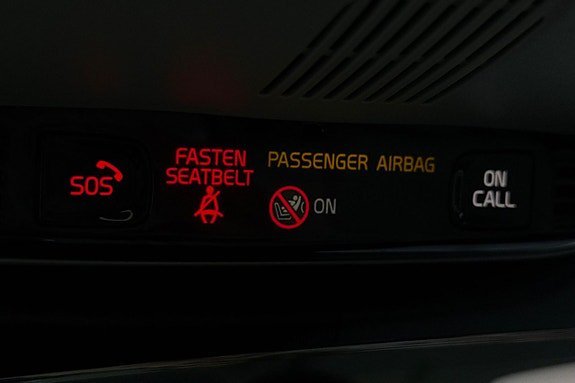 SOS
FASTEN
SEATBELT
PASSENGER AIRBAG
ON
ON
CALL